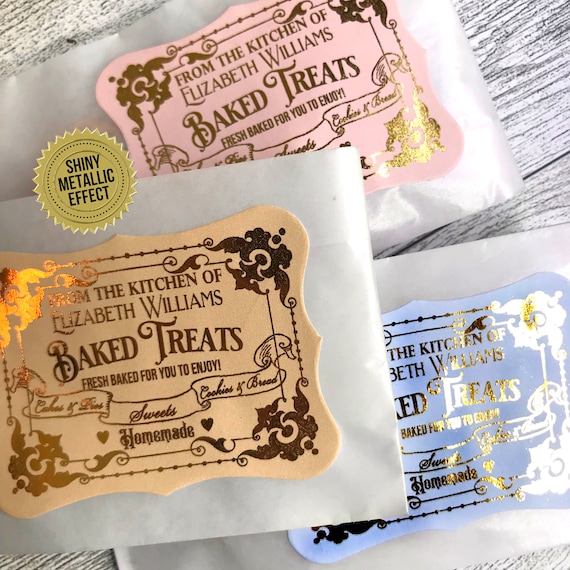 FROM THE KITCHEN OF
ELIZABETH WILLIAMS
BAKED TREATS
FRESH BAKED FOR YOU TO ENJOY!
& Pies Sweets Cookies & Bread
SHINY
METALLIC
EFFECT
FROM THE KITCHEN OF
ELIZABETH WILLIAMS
BAKED TREATS
FRESH BAKED FOR YOU TO ENJOY!
Cakes & Pies Sweets Cookies & Bread
Homemade
THE KITCHEN OF
ABETH WILLIAMS
KED TREATS
BAKED FOR YOU TO ENJOY!
Sweets
Homemade